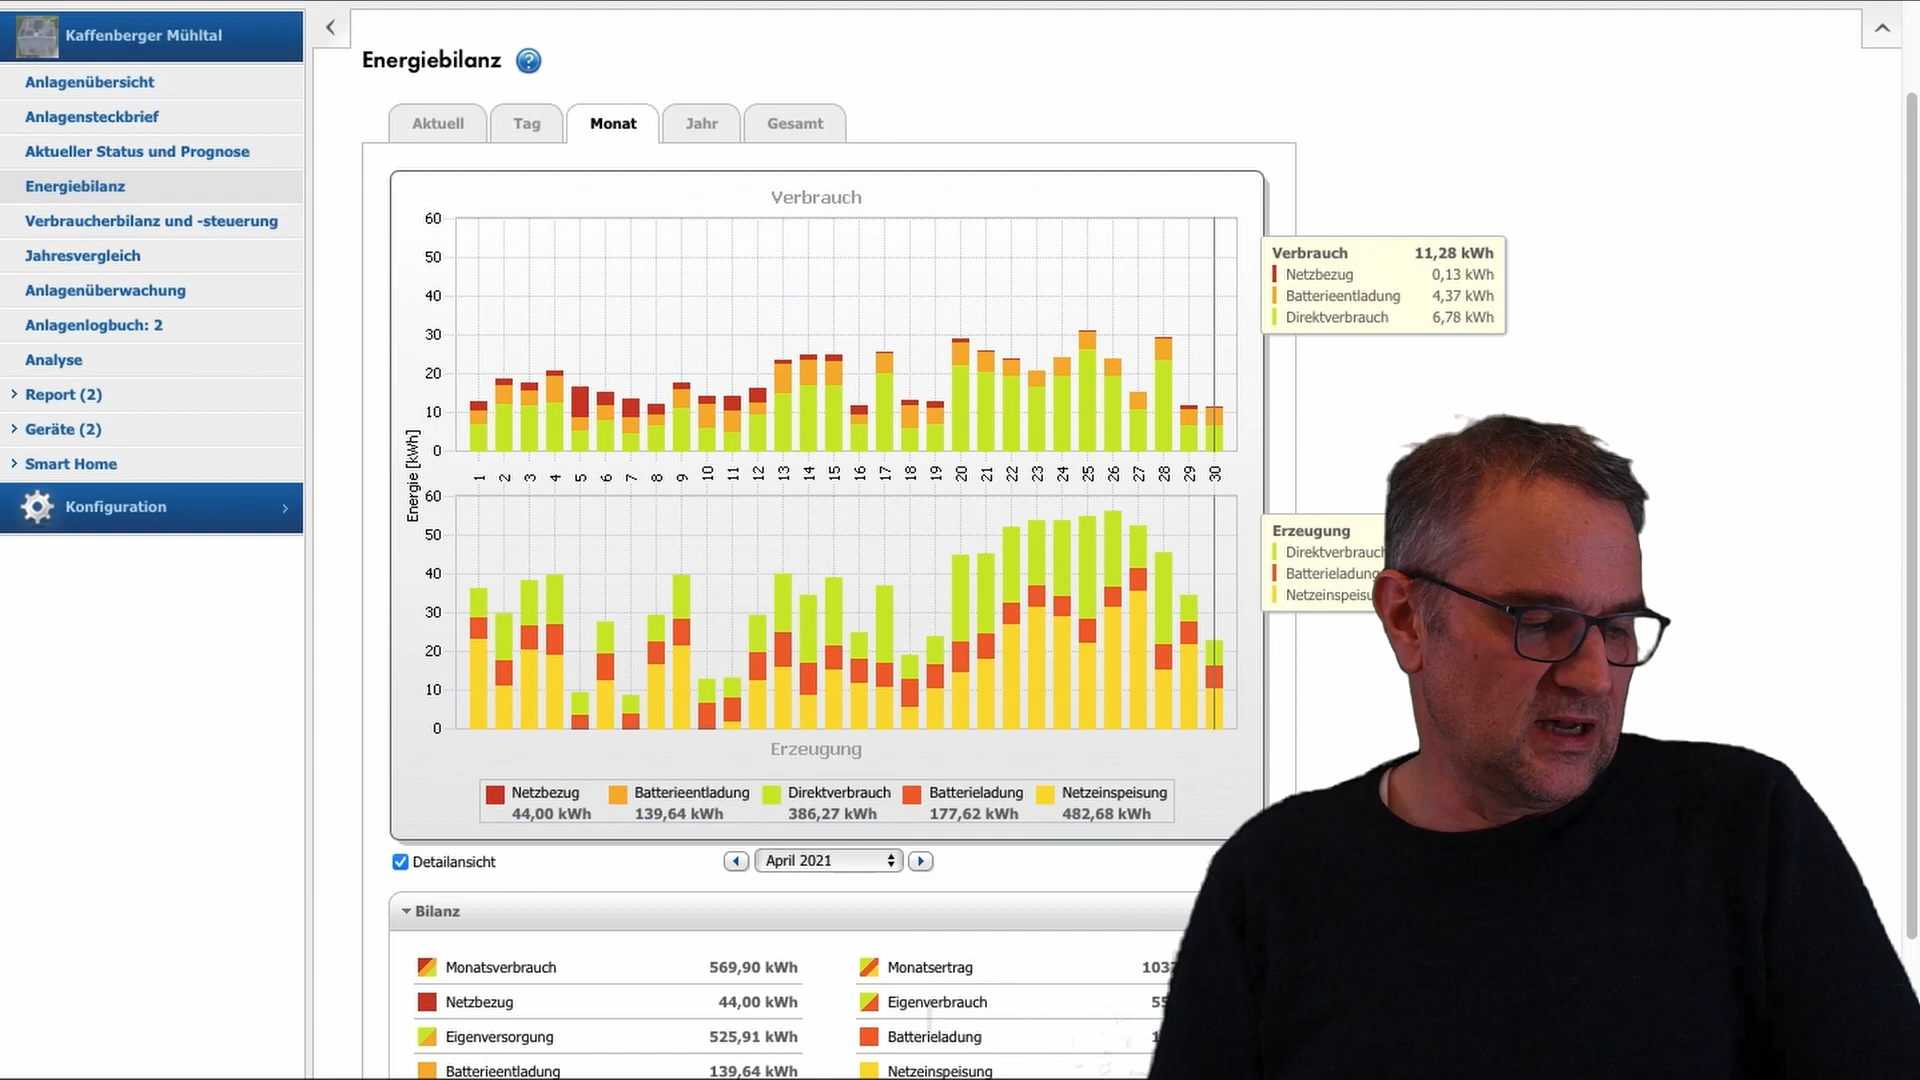 Kaffenberger Mühltal
Anlagenübersicht
Anlagensteckbrief
Aktueller Status und Prognose
Energiebilanz
Verbraucherbilanz und -steuerung
Jahresvergleich
Anlagenüberwachung
Anlagenlogbuch: 2
Analyse
Report (2)
Geräte (2)
Smart Home
Konfiguration
Energiebilanz ?
Aktuell Tag Monat Jahr Gesamt
Verbrauch
60
50
40
30
20
10
0
Energie [kWh]
1 2 3 4 5 6 7 8 9 10 11 12 13 14 15 16 17 18 19 20 21 22 23 24 25 26 27 28 29 30
60
50
40
30
20
10
0
Erzeugung
Netzbezug Batterieentladung Direktverbrauch Batterieladung Netzeinspeisung
44,00 kWh 139,64 kWh 386,27 kWh 177,62 kWh 482,68 kWh
Verbrauch 11,28 kWh
Netzbezug 0,13 kWh
Batterieentladung 4,37 kWh
Direktverbrauch 6,78 kWh
Erzeugung
Direktverbrauch
Batterieladung
Netzeinspeisu
Detailansicht
April 2021
Bilanz
Monatsverbrauch 569,90 kWh
Netzbezug 44,00 kWh
Eigenversorgung 525,91 kWh
Batterieentladung 139,64 kWh
Monatsertrag 103
Eigenverbrauch 55
Batterieladung 1
Netzeinspeisung